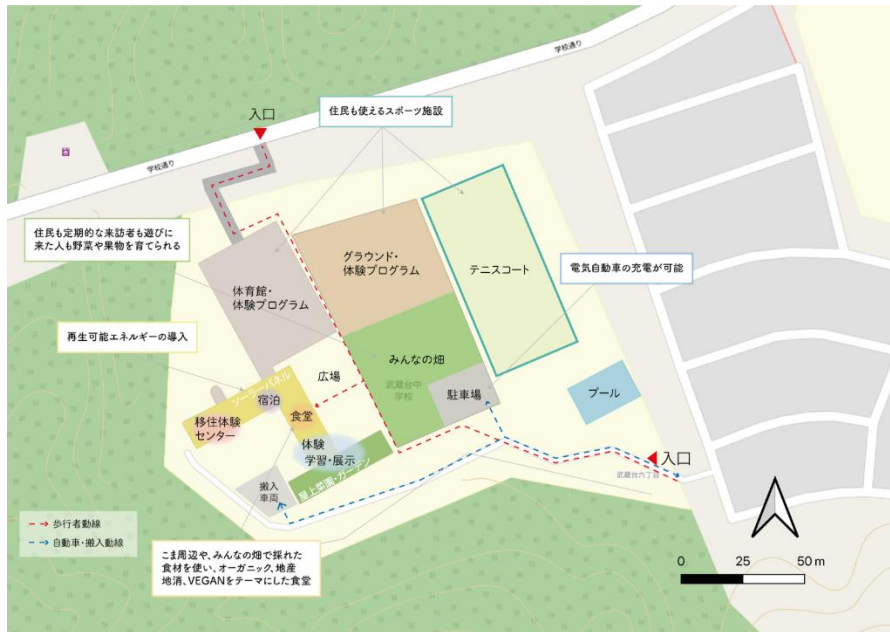 学校通り
住民も使えるスポーツ施設
入口
学校通り
住民も定期的な来訪者も遊びに
来た人も野菜や果物を育てられる
グラウンド・
体験プログラム
テニスコート
電気自動車の充電が可能
体育館・
体験プログラム
再生可能エネルギーの導入
みんなの畑
広場
武蔵台中
学校
駐車場
プール
ソーラーパネル
宿泊
食堂
移住体験
センター
体験
学習・展示
入口
武蔵台六丁目
搬入
車両
屋上菜園・ガーデン
歩行者動線
自動車・搬入動線
こま周辺や、みんなの畑で採れた
食材を使い、オーガニック、地産
地消、VEGANをテーマにした食堂
0 25 50 m